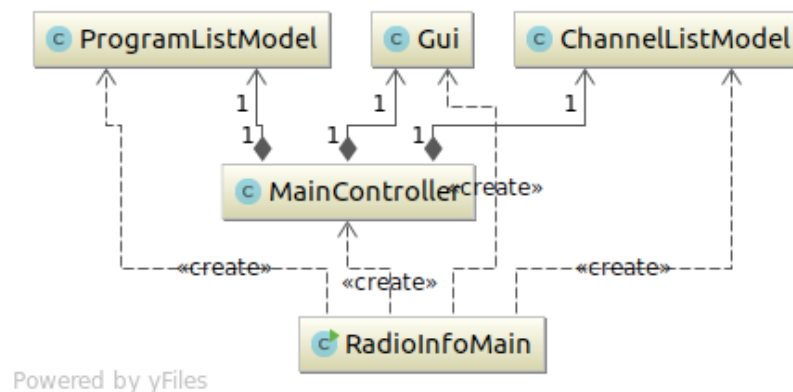 C ProgramListModel
C Gui
C ChannelListModel
1
1
1
1
1
1
C MainController
«create»
«create»
«create»
«create»
C RadioInfoMain
Powered by yFiles